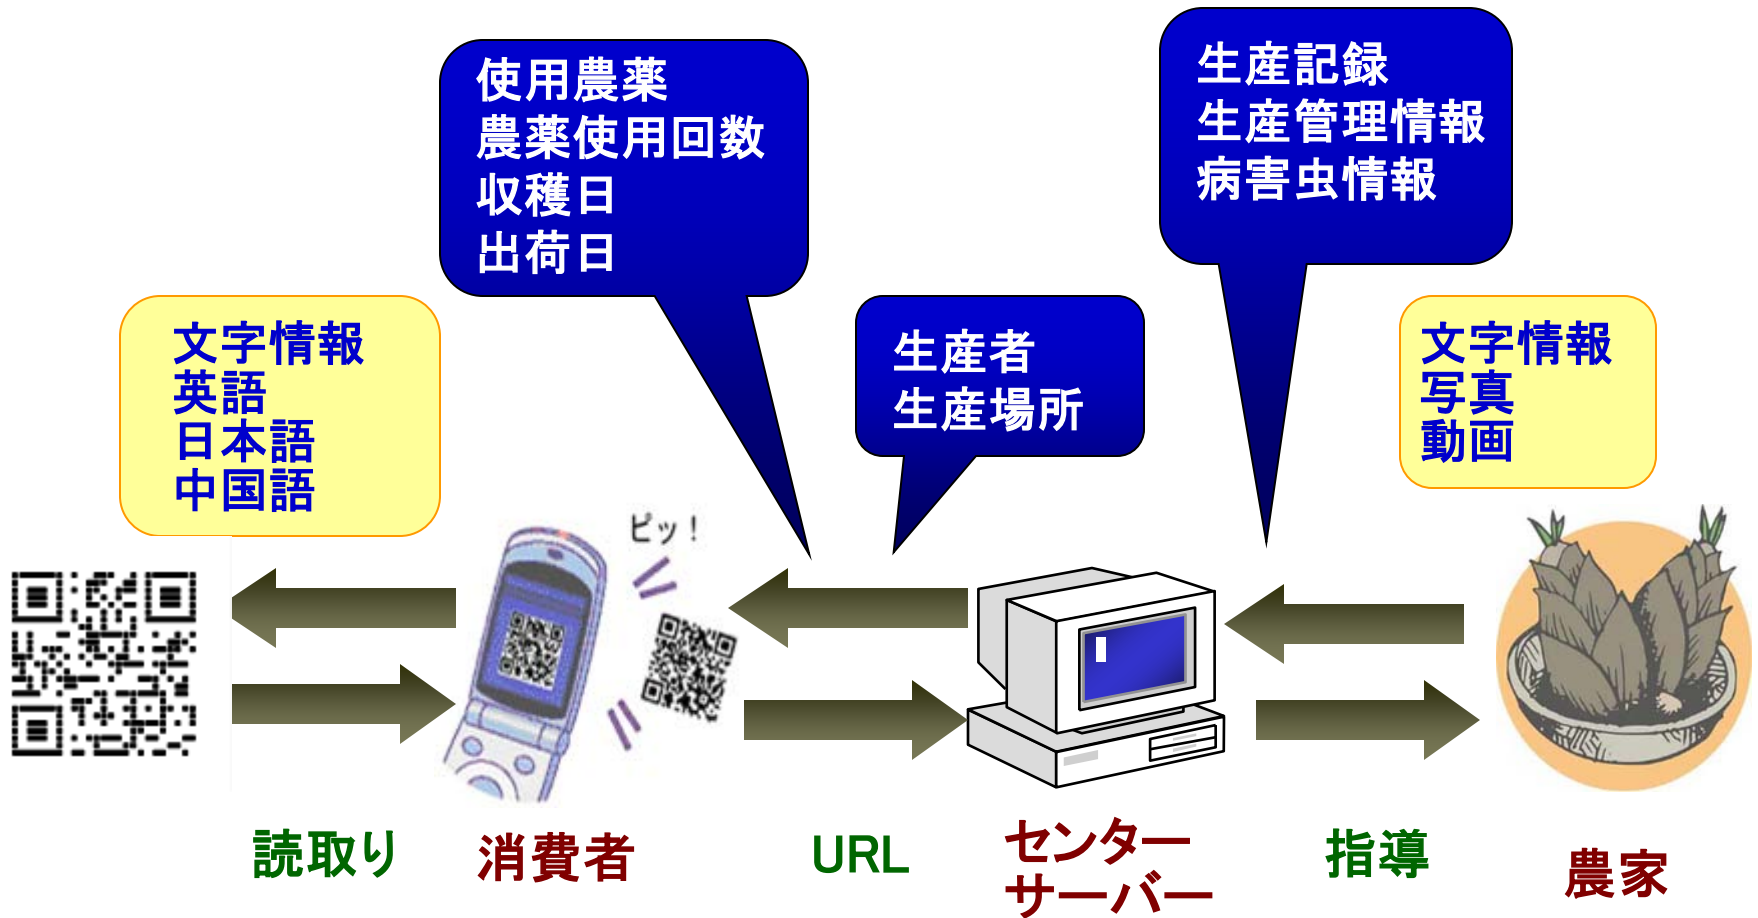 使用農薬
農薬使用回数
収穫日
出荷日
生産記録
生産管理情報
病害虫情報
文字情報
英語
日本語
中国語
生産者
生産場所
文字情報
写真
動画
ピッ！
読取り
消費者
URL
センター
サーバー
指導
農家